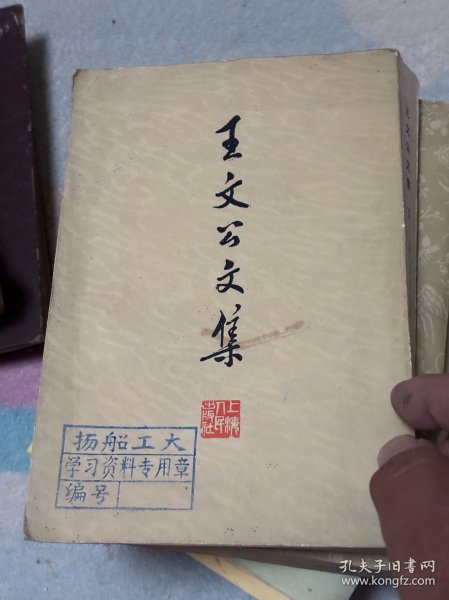 王文公文集
上海
人民
出版社
扬船工大
学习资料专用章
编号
孔夫子旧书网
www.kongfz.com